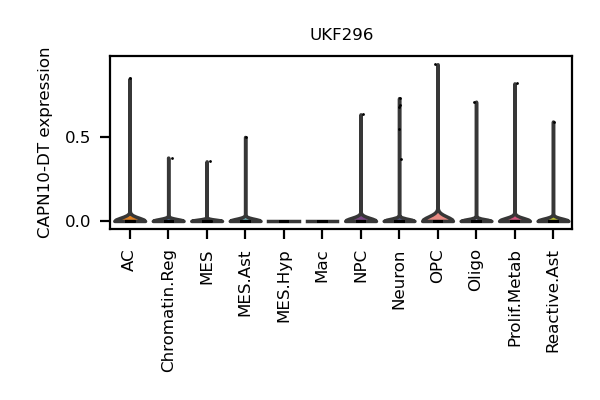 UKF296
CAPN10-DT expression
0.5
0.0
AC
Chromatin.Reg
MES
MES.Ast
MES.Hyp
Mac
NPC
Neuron
OPC
Oligo
Prolif.Metab
Reactive.Ast